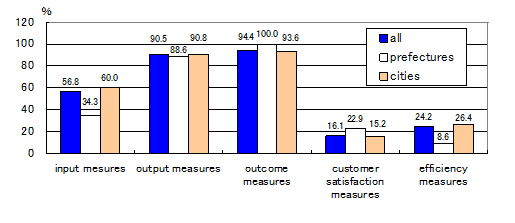 %
120
100
80
60
40
20
0
56.8
34.3
60.0
90.5
88.6
90.8
94.4
100.0
93.6
16.1
22.9
15.2
24.2
8.6
26.4
all
prefectures
cities
input mesures
output measures
outcome
measures
customer
satisfaction
measures
efficiency
measures